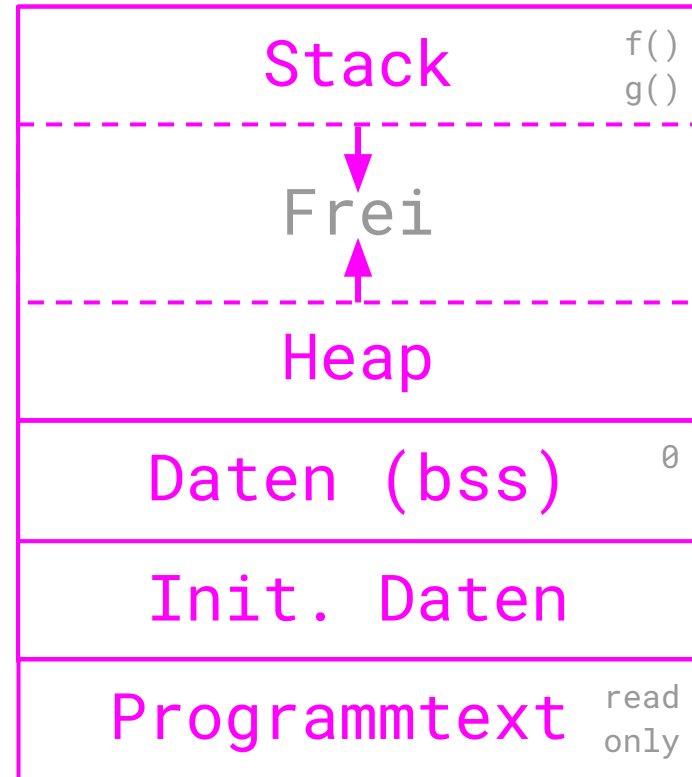 Stack
f()
g()
Frei
Heap
Daten (bss)
0
Init. Daten
Programmtext
read
only